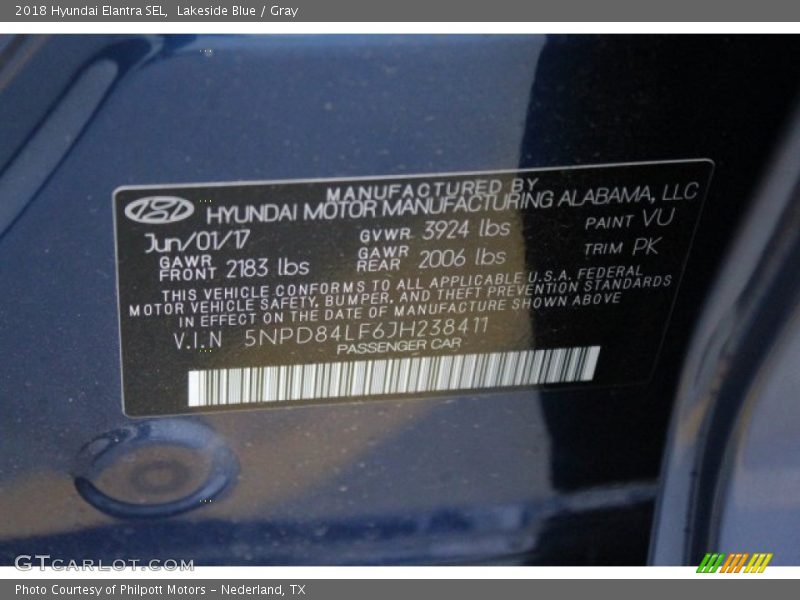 2018 Hyundai Elantra SEL, Lakeside Blue / Gray
MANUFACTURED BY
HYUNDAI MOTOR MANUFACTURING ALABAMA, LLC
Jun/01/17 GVWR 3924 lbs PAINT VU
GAWR FRONT 2183 lbs GAWR REAR 2006 lbs TRIM PK
THIS VEHICLE CONFORMS TO ALL APPLICABLE U.S.A. FEDERAL
MOTOR VEHICLE SAFETY, BUMPER, AND THEFT PREVENTION STANDARDS
IN EFFECT ON THE DATE OF MANUFACTURE SHOWN ABOVE
V.I.N 5NPD84LF6JH238411
PASSENGER CAR
GTCARLOT.COM
Photo Courtesy of Philpott Motors - Nederland, TX